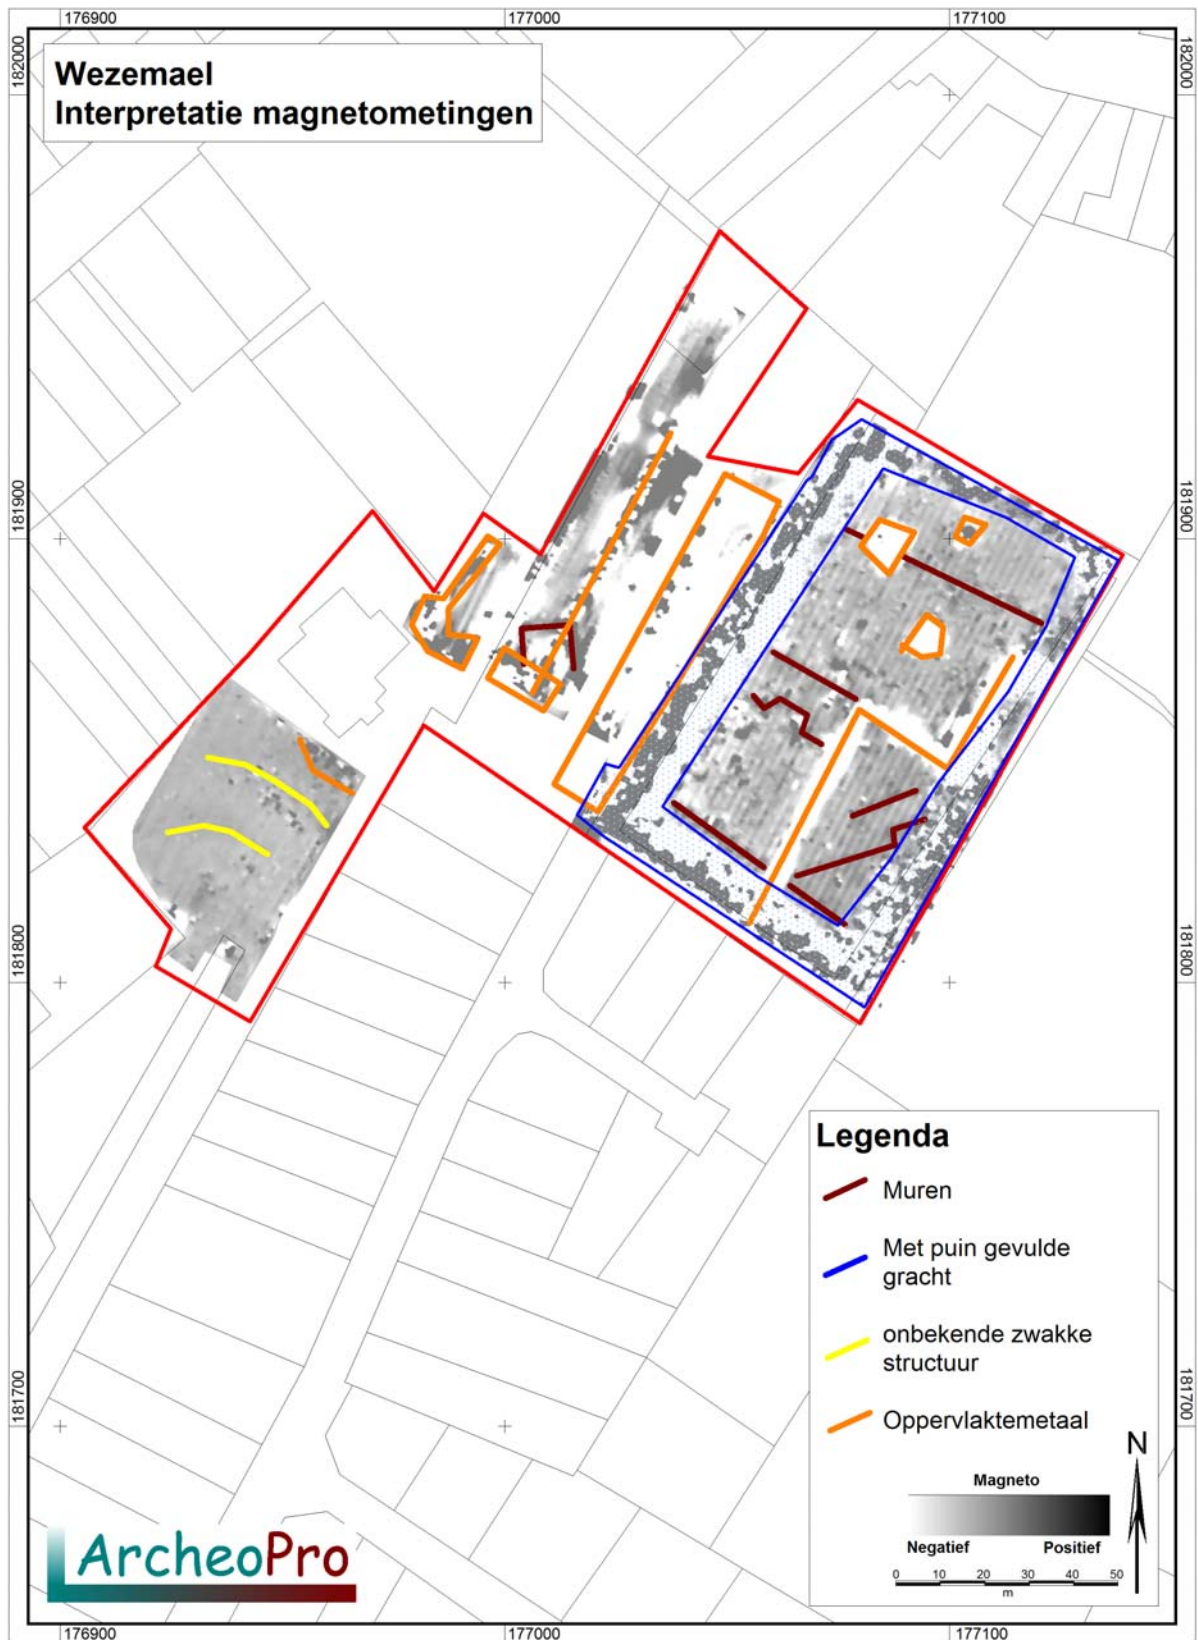 176900
177000
177100
182000
182000
Wezemael
Interpretatie magnetometingen
181900
181900
181800
181800
Legenda
Muren
Met puin gevulde
gracht
onbekende zwakke
structuur
Oppervlaktemetaal
181700
181700
N
Magneto
Negatief Positief
0 10 20 30 40 50
m
ArcheoPro
176900
177000
177100